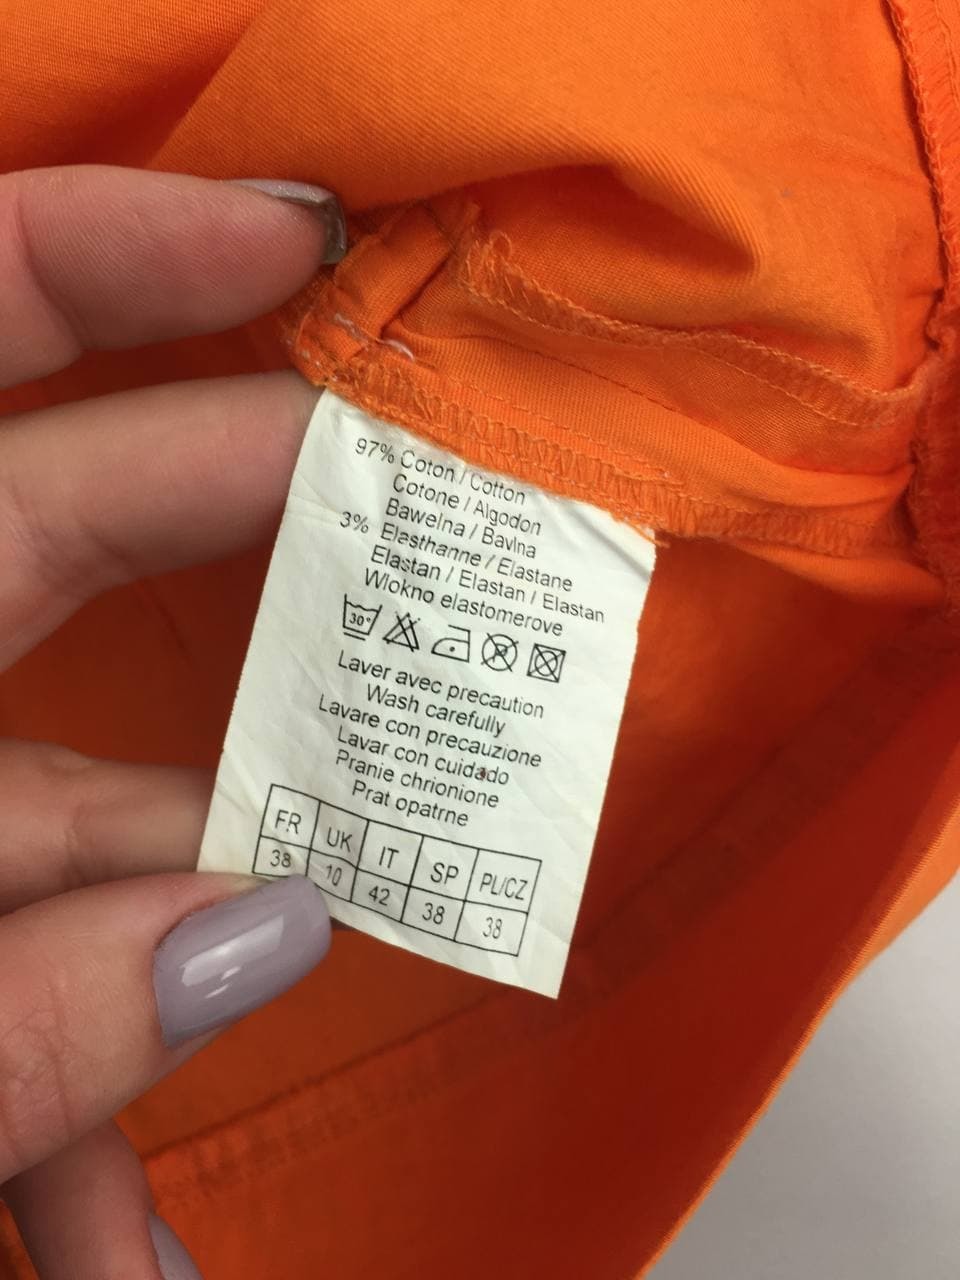 97% Coton / Cotton
Cotone / Algodon
Bawelna / Bavlna
3% Elasthanne / Elastane
Elastan / Elastan / Elastan
Wlokno elastomerove
30° P
Laver avec precaution
Wash carefully
Lavare con precauzione
Lavar con cuidado
Pranie chrionione
Prat opatrne
FR UK IT SP PL/CZ
38 10 42 38 38